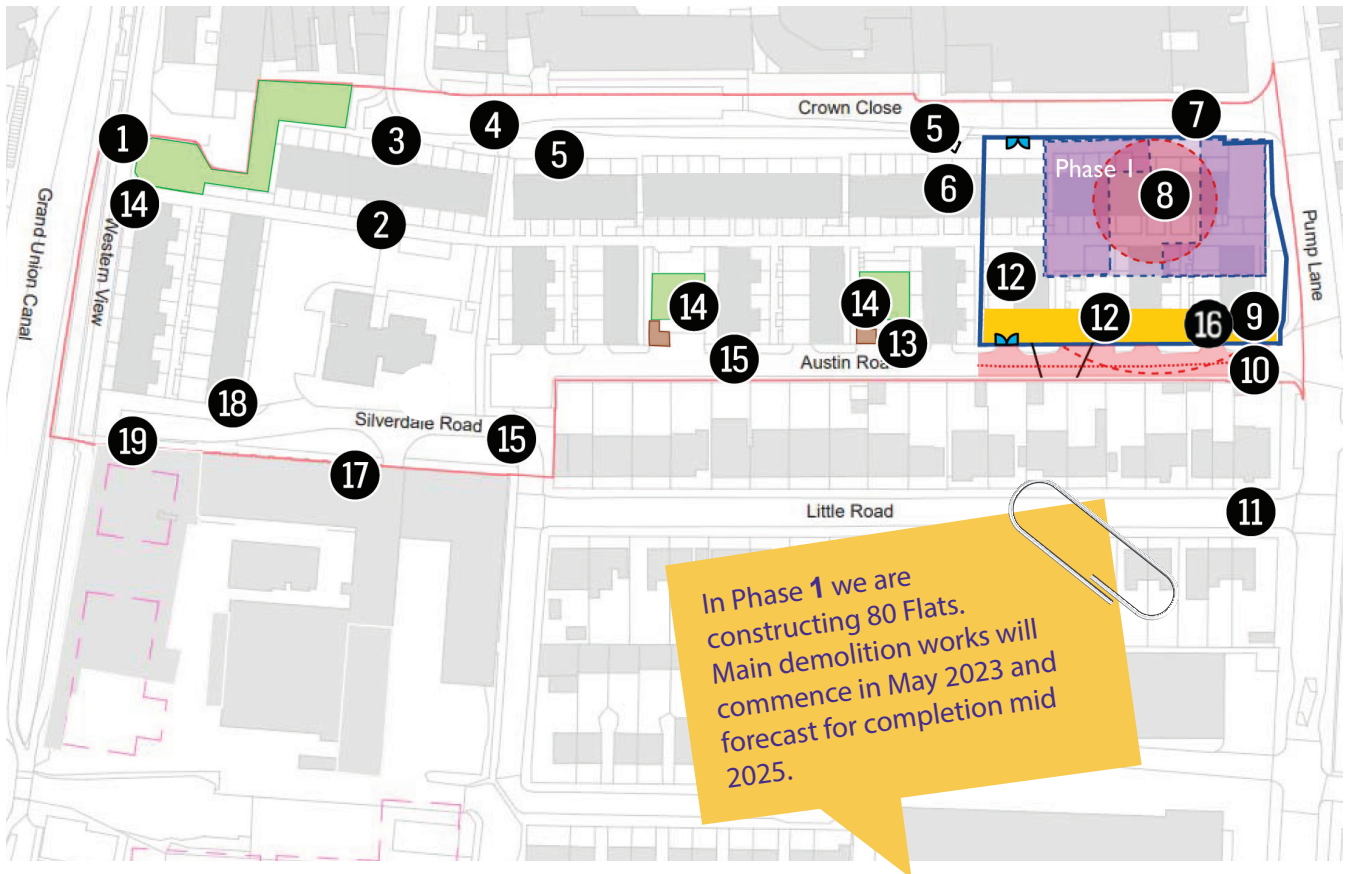 7
Crown Close
4
5
1
3
5
Phase 1
6
8
14
2
Grand Union Canal
Western View
Pump Lane
12
14
14
12
16
9
13
15
Austin Roa
10
18
Silverdale Road
15
19
17
Little Road
11
In Phase 1 we are
constructing 80 Flats.
Main demolition works will
commence in May 2023 and
forecast for completion mid
2025.